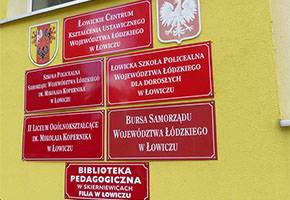 Łowickie Centrum
Kształcenia Ustawicznego
Województwa Łódzkiego
w Łowiczu
Szkoła Policealna
Samorządu Województwa Łódzkiego
im. Mikołaja Kopernika
w Łowiczu
Łowicka Szkoła Policealna
Województwa Łódzkiego
dla Dorosłych
w Łowiczu
II Liceum Ogólnokształcące
im. Mikołaja Kopernika
w Łowiczu
Bursa Samorządu
Województwa Łódzkiego
w Łowiczu
BIBLIOTEKA
PEDAGOGICZNA
W SKIERNIEWICACH
FILIA W ŁOWICZU